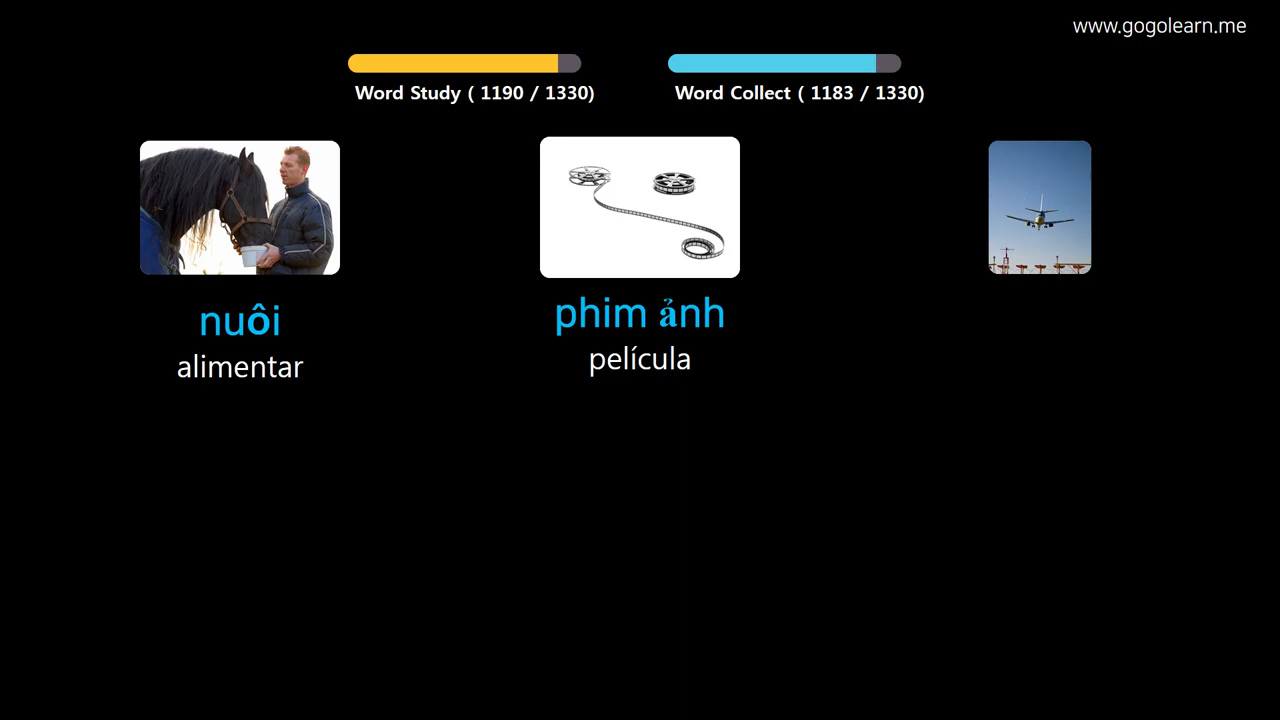 www.gogolearn.me
Word Study ( 1190 / 1330)
Word Collect ( 1183 / 1330)
nuôi
alimentar
phim ảnh
película